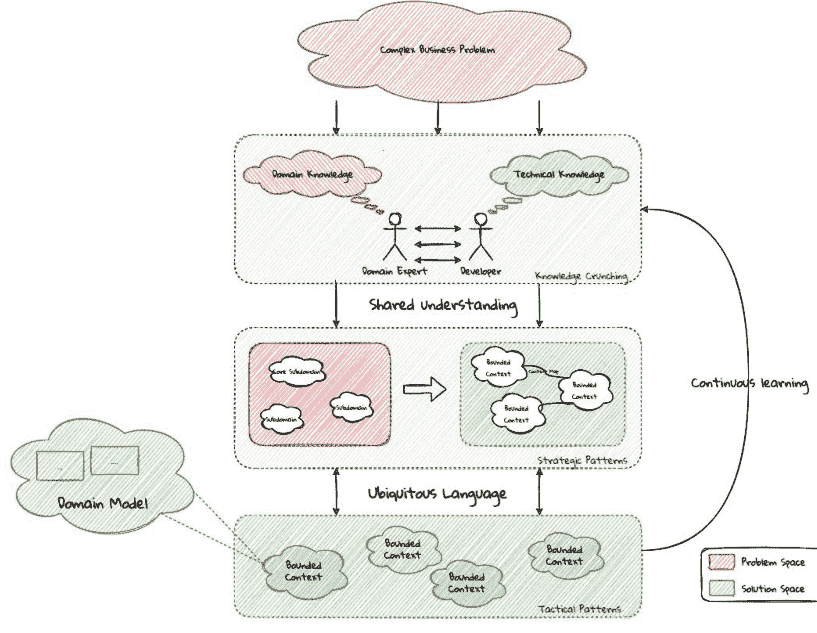 Complex Business Problem
Domain Knowledge
Technical Knowledge
Domain Expert
Developer
Knowledge Crunching
Shared Understanding
Core Subdomain
Subdomain
Subdomain
Bounded
Context
Context Map
Bounded
Context
Bounded
Context
Strategic Patterns
Continuous learning
Ubiquitous Language
...
...
Domain Model
Bounded
Context
Bounded
Context
Bounded
Context
Bounded
Context
Tactical Patterns
Problem Space
Solution Space